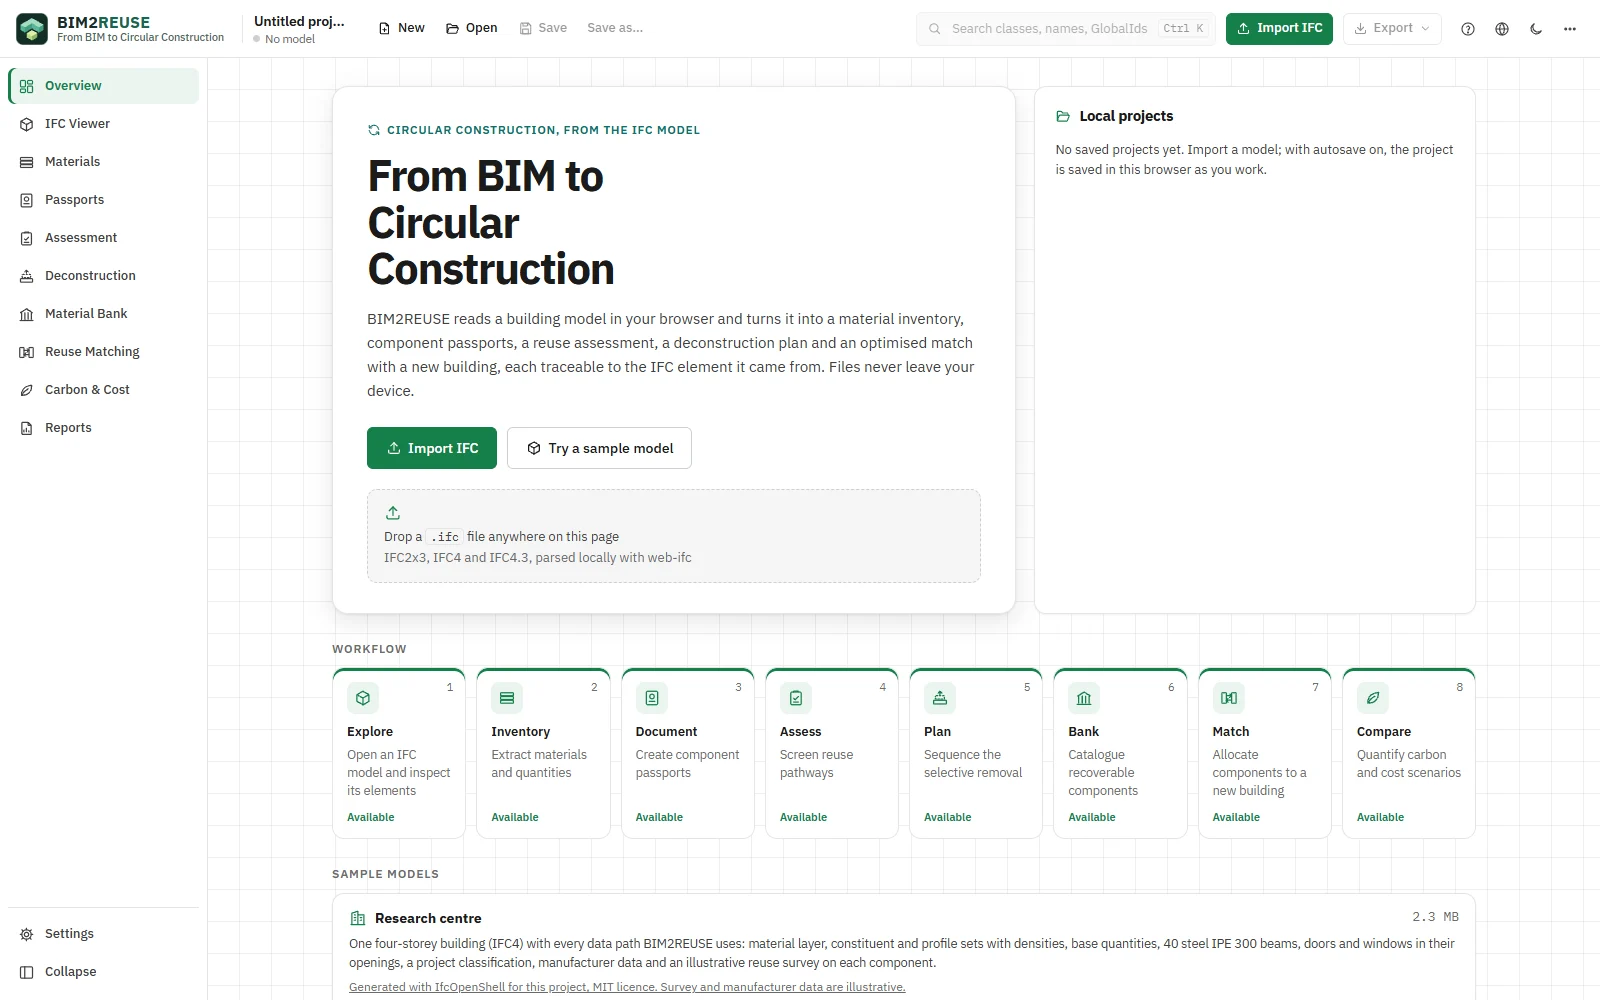 BIM2REUSE
From BIM to Circular Construction
Untitled proj...
No model
New
Open
Save
Save as...
Search classes, names, GlobalIds
Ctrl K
Import IFC
Export
Overview
IFC Viewer
Materials
Passports
Assessment
Deconstruction
Material Bank
Reuse Matching
Carbon & Cost
Reports
Settings
Collapse
CIRCULAR CONSTRUCTION, FROM THE IFC MODEL
From BIM to
Circular
Construction
BIM2REUSE reads a building model in your browser and turns it into a material inventory,
component passports, a reuse assessment, a deconstruction plan and an optimised match
with a new building, each traceable to the IFC element it came from. Files never leave your
device.
Import IFC
Try a sample model
Drop a .ifc file anywhere on this page
IFC2x3, IFC4 and IFC4.3, parsed locally with web-ifc
Local projects
No saved projects yet. Import a model; with autosave on, the project
is saved in this browser as you work.
WORKFLOW
1
Explore
Open an IFC
model and inspect
its elements
Available
2
Inventory
Extract materials
and quantities
Available
3
Document
Create component
passports
Available
4
Assess
Screen reuse
pathways
Available
5
Plan
Sequence the
selective removal
Available
6
Bank
Catalogue
recoverable
components
Available
7
Match
Allocate
components to a
new building
Available
8
Compare
Quantify carbon
and cost scenarios
Available
SAMPLE MODELS
Research centre
2.3 MB
One four-storey building (IFC4) with every data path BIM2REUSE uses: material layer, constituent and profile sets with densities, base quantities, 40 steel IPE 300 beams, doors and windows in their
openings, a project classification, manufacturer data and an illustrative reuse survey on each component.
Generated with IfcOpenShell for this project, MIT licence. Survey and manufacturer data are illustrative.